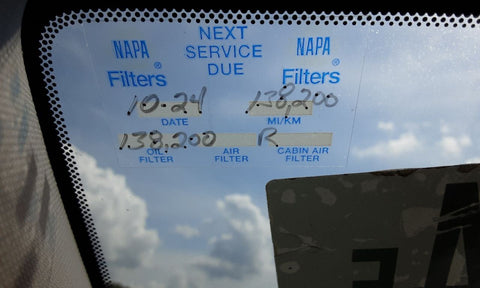 NEXT
NAPA SERVICE NAPA
Filters® DUE Filters®
10-24 138,200
DATE MI/KM
138,200 R
OIL FILTER AIR FILTER CABIN AIR FILTER